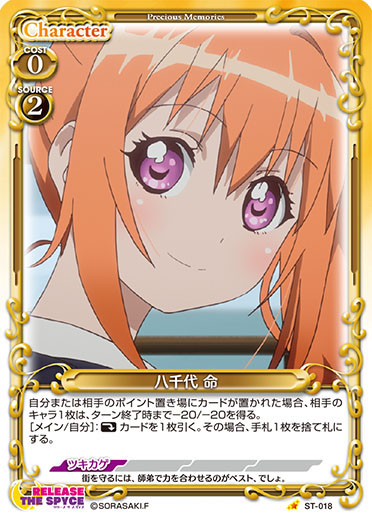 Precious Memories
Character
COST
0
SOURCE
2
八千代 命
自分または相手のポイント置き場にカードが置かれた場合、相手の
キャラ1枚は、ターン終了時まで−20/−20を得る。
[メイン/自分]:カードを1枚引く。その場合、手札1枚を捨て札に
する。
ツキカゲ
街を守るには、師弟で力を合わせるのがベスト、でしょ。
RELEASE
THE SPYCE
©SORASAKI.F
ST-018